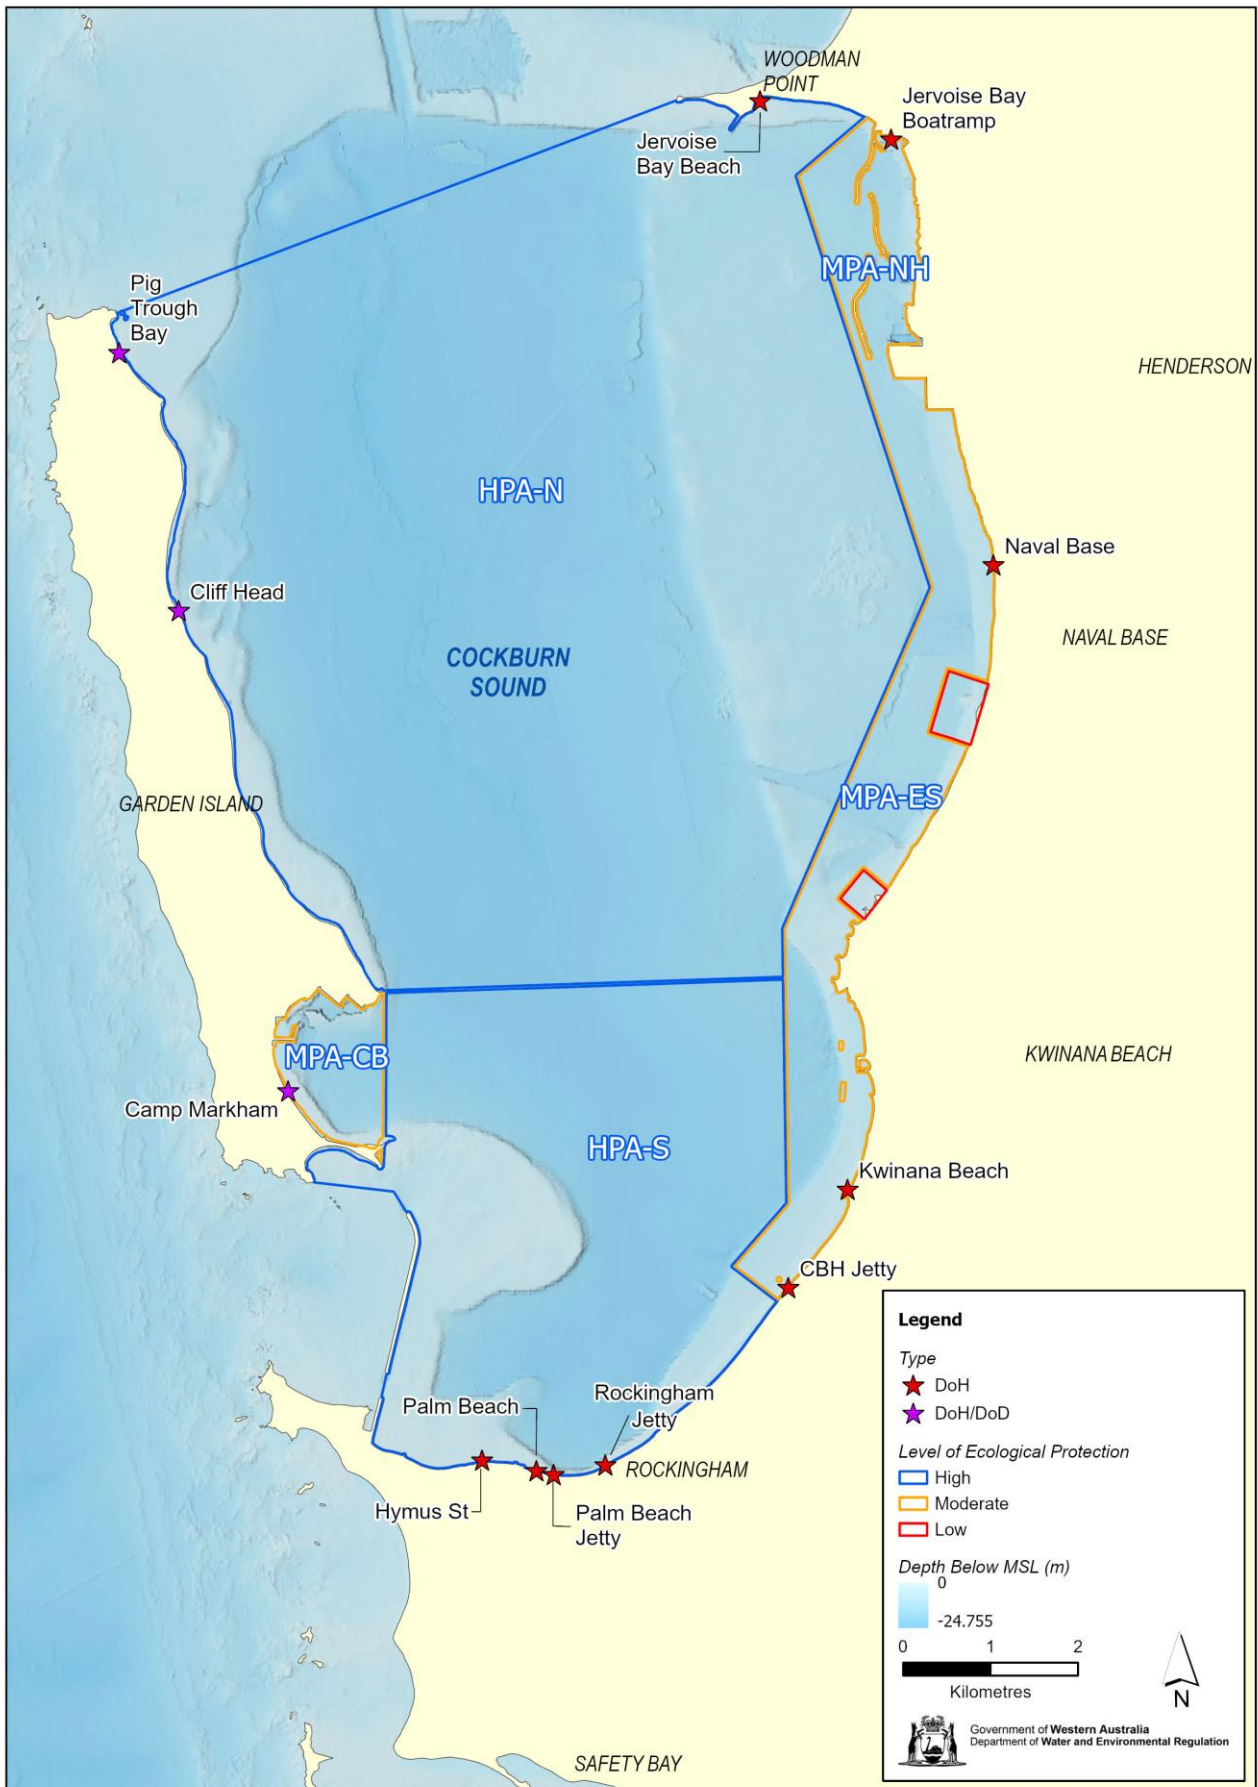 WOODMAN
POINT
Jervoise Bay
Boatramp
Jervoise
Bay Beach
MPA-NH
Pig
Trough
Bay
HENDERSON
HPA-N
Naval Base
Cliff Head
NAVAL BASE
COCKBURN
SOUND
MPA-ES
GARDEN ISLAND
KWINANA BEACH
MPA-CB
Camp Markham
HPA-S
Kwinana Beach
CBH Jetty
Rockingham
Jetty
Palm Beach
ROCKINGHAM
Hymus St
Palm Beach
Jetty
SAFETY BAY
Legend
Type
DoH
DoH/DoD
Level of Ecological Protection
High
Moderate
Low
Depth Below MSL (m)
0
-24.755
0 1 2
Kilometres
N
Government of Western Australia
Department of Water and Environmental Regulation